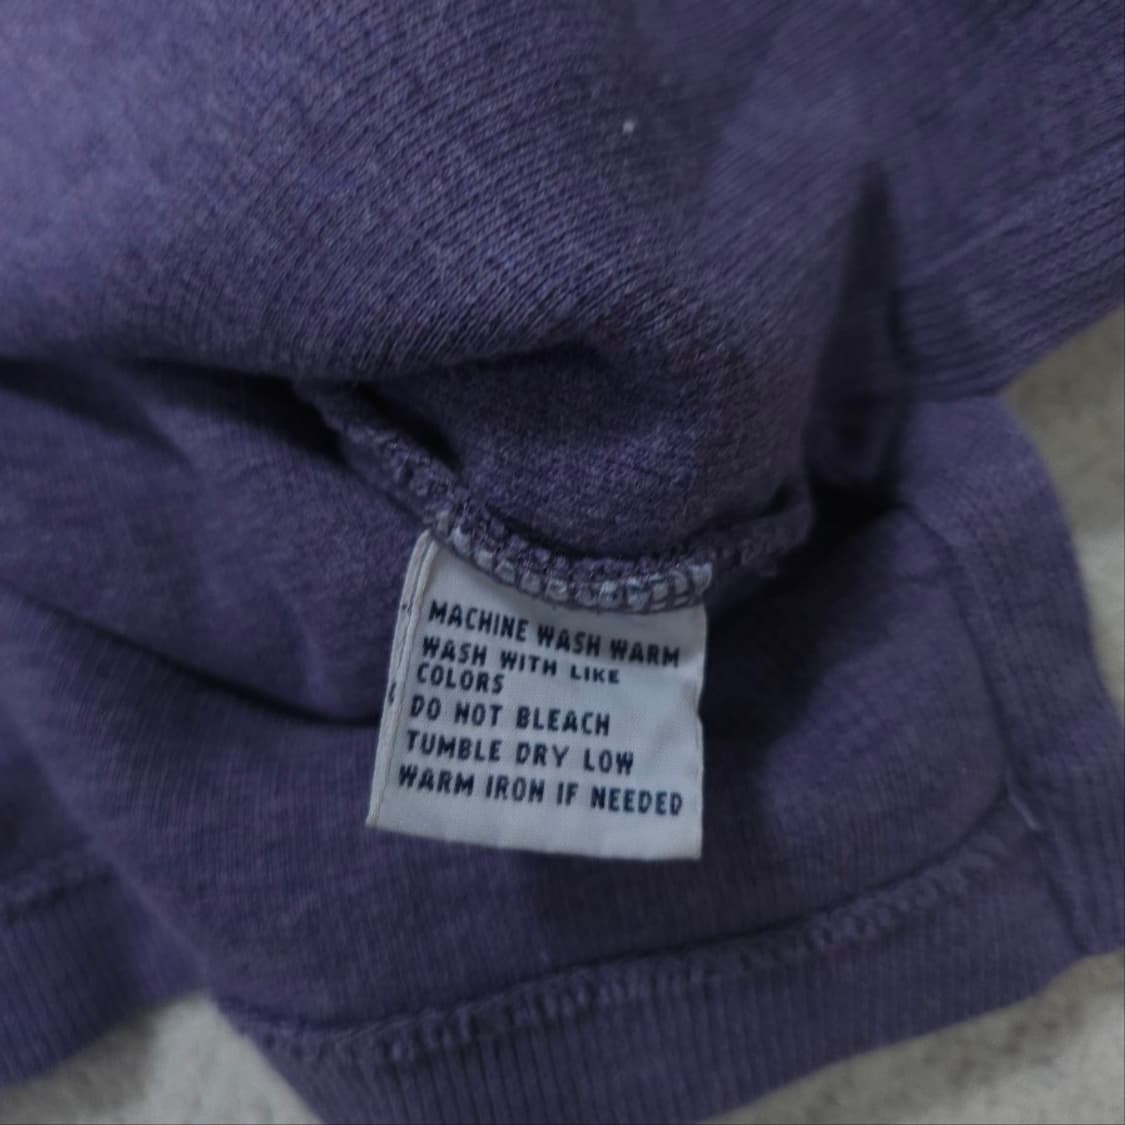 MACHINE WASH WARM
WASH WITH LIKE
COLORS
DO NOT BLEACH
TUMBLE DRY LOW
WARM IRON IF NEEDED